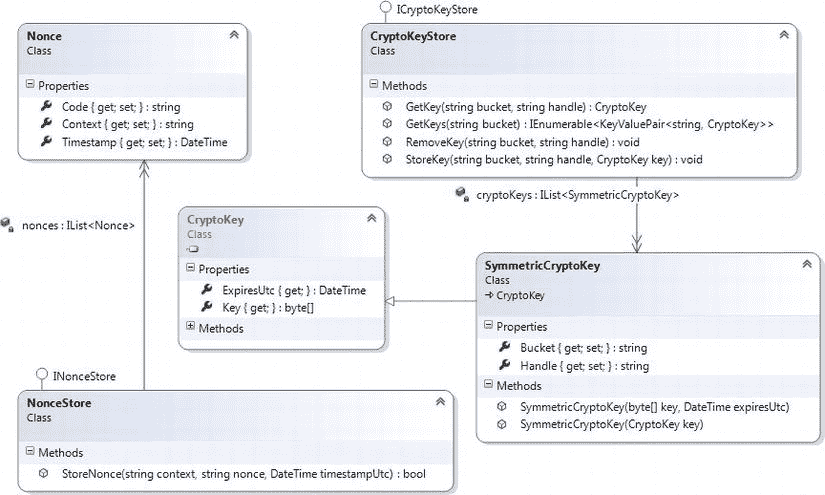 ICryptoKeyStore
Nonce
Class
Properties
Code { get; set; } : string
Context { get; set; } : string
Timestamp { get; set; } : DateTime
CryptoKeyStore
Class
Methods
GetKey(string bucket, string handle) : CryptoKey
GetKeys(string bucket) : IEnumerable<KeyValuePair<string, CryptoKey>>
RemoveKey(string bucket, string handle) : void
StoreKey(string bucket, string handle, CryptoKey key) : void
cryptoKeys : IList<SymmetricCryptoKey>
nonces : IList<Nonce>
CryptoKey
Class
Properties
ExpiresUtc { get; } : DateTime
Key { get; } : byte[]
Methods
SymmetricCryptoKey
Class
CryptoKey
Properties
Bucket { get; set; } : string
Handle { get; set; } : string
Methods
SymmetricCryptoKey(byte[] key, DateTime expiresUtc)
SymmetricCryptoKey(CryptoKey key)
INonceStore
NonceStore
Class
Methods
StoreNonce(string context, string nonce, DateTime timestampUtc) : bool